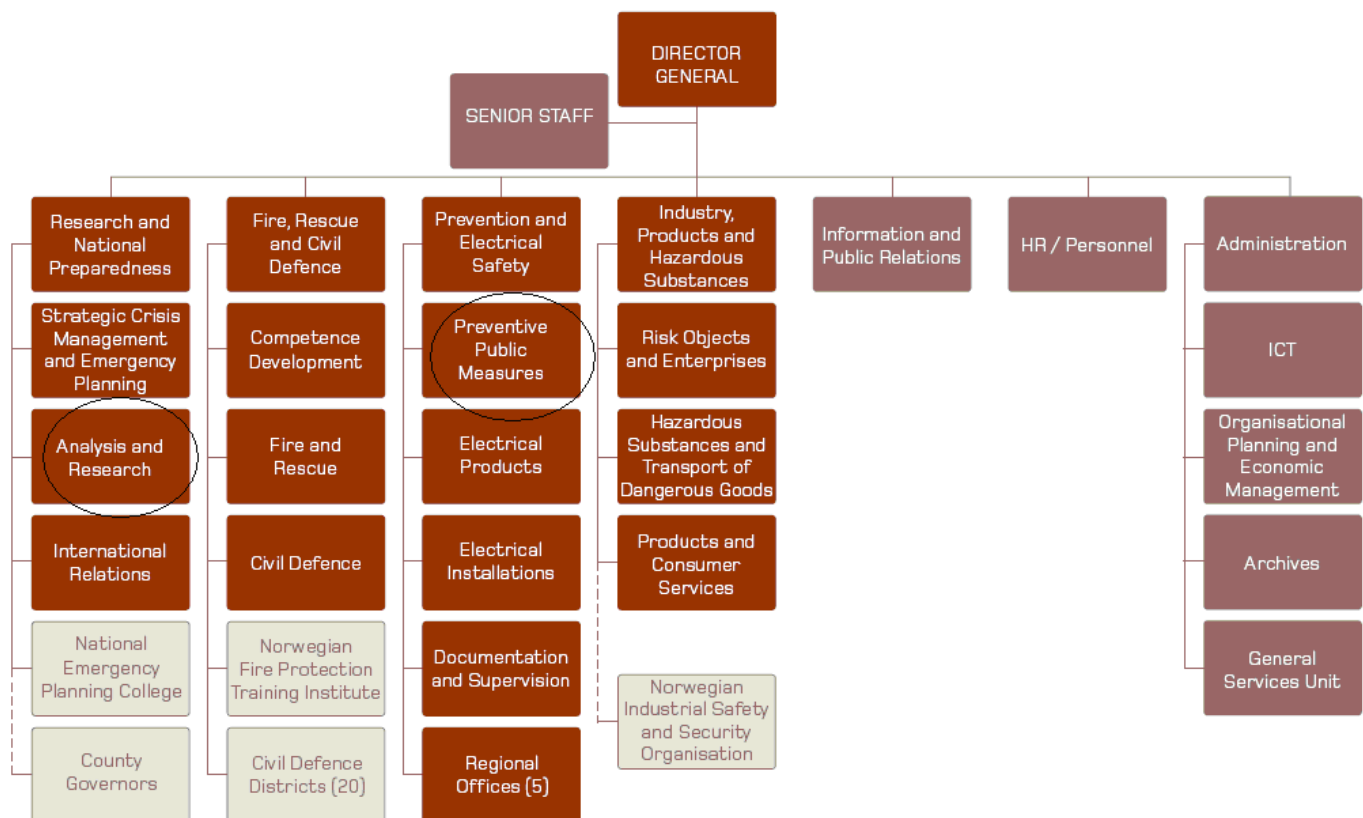 DIRECTOR
GENERAL
SENIOR STAFF
Research and
National
Preparedness
Strategic Crisis
Management
and Emergency
Planning
Analysis and
Research
International
Relations
National
Emergency
Planning College
County
Governors
Fire, Rescue
and Civil
Defence
Competence
Development
Fire and
Rescue
Civil Defence
Norwegian
Fire Protection
Training Institute
Civil Defence
Districts (20)
Prevention and
Electrical
Safety
Preventive
Public
Measures
Electrical
Products
Electrical
Installations
Documentation
and Supervision
Regional
Offices (5)
Industry,
Products and
Hazardous
Substances
Risk Objects
and Enterprises
Hazardous
Substances and
Transport of
Dangerous Goods
Products and
Consumer
Services
Norwegian
Industrial Safety
and Security
Organisation
Information and
Public Relations
HR / Personnel
Administration
ICT
Organisational
Planning and
Economic
Management
Archives
General
Services Unit